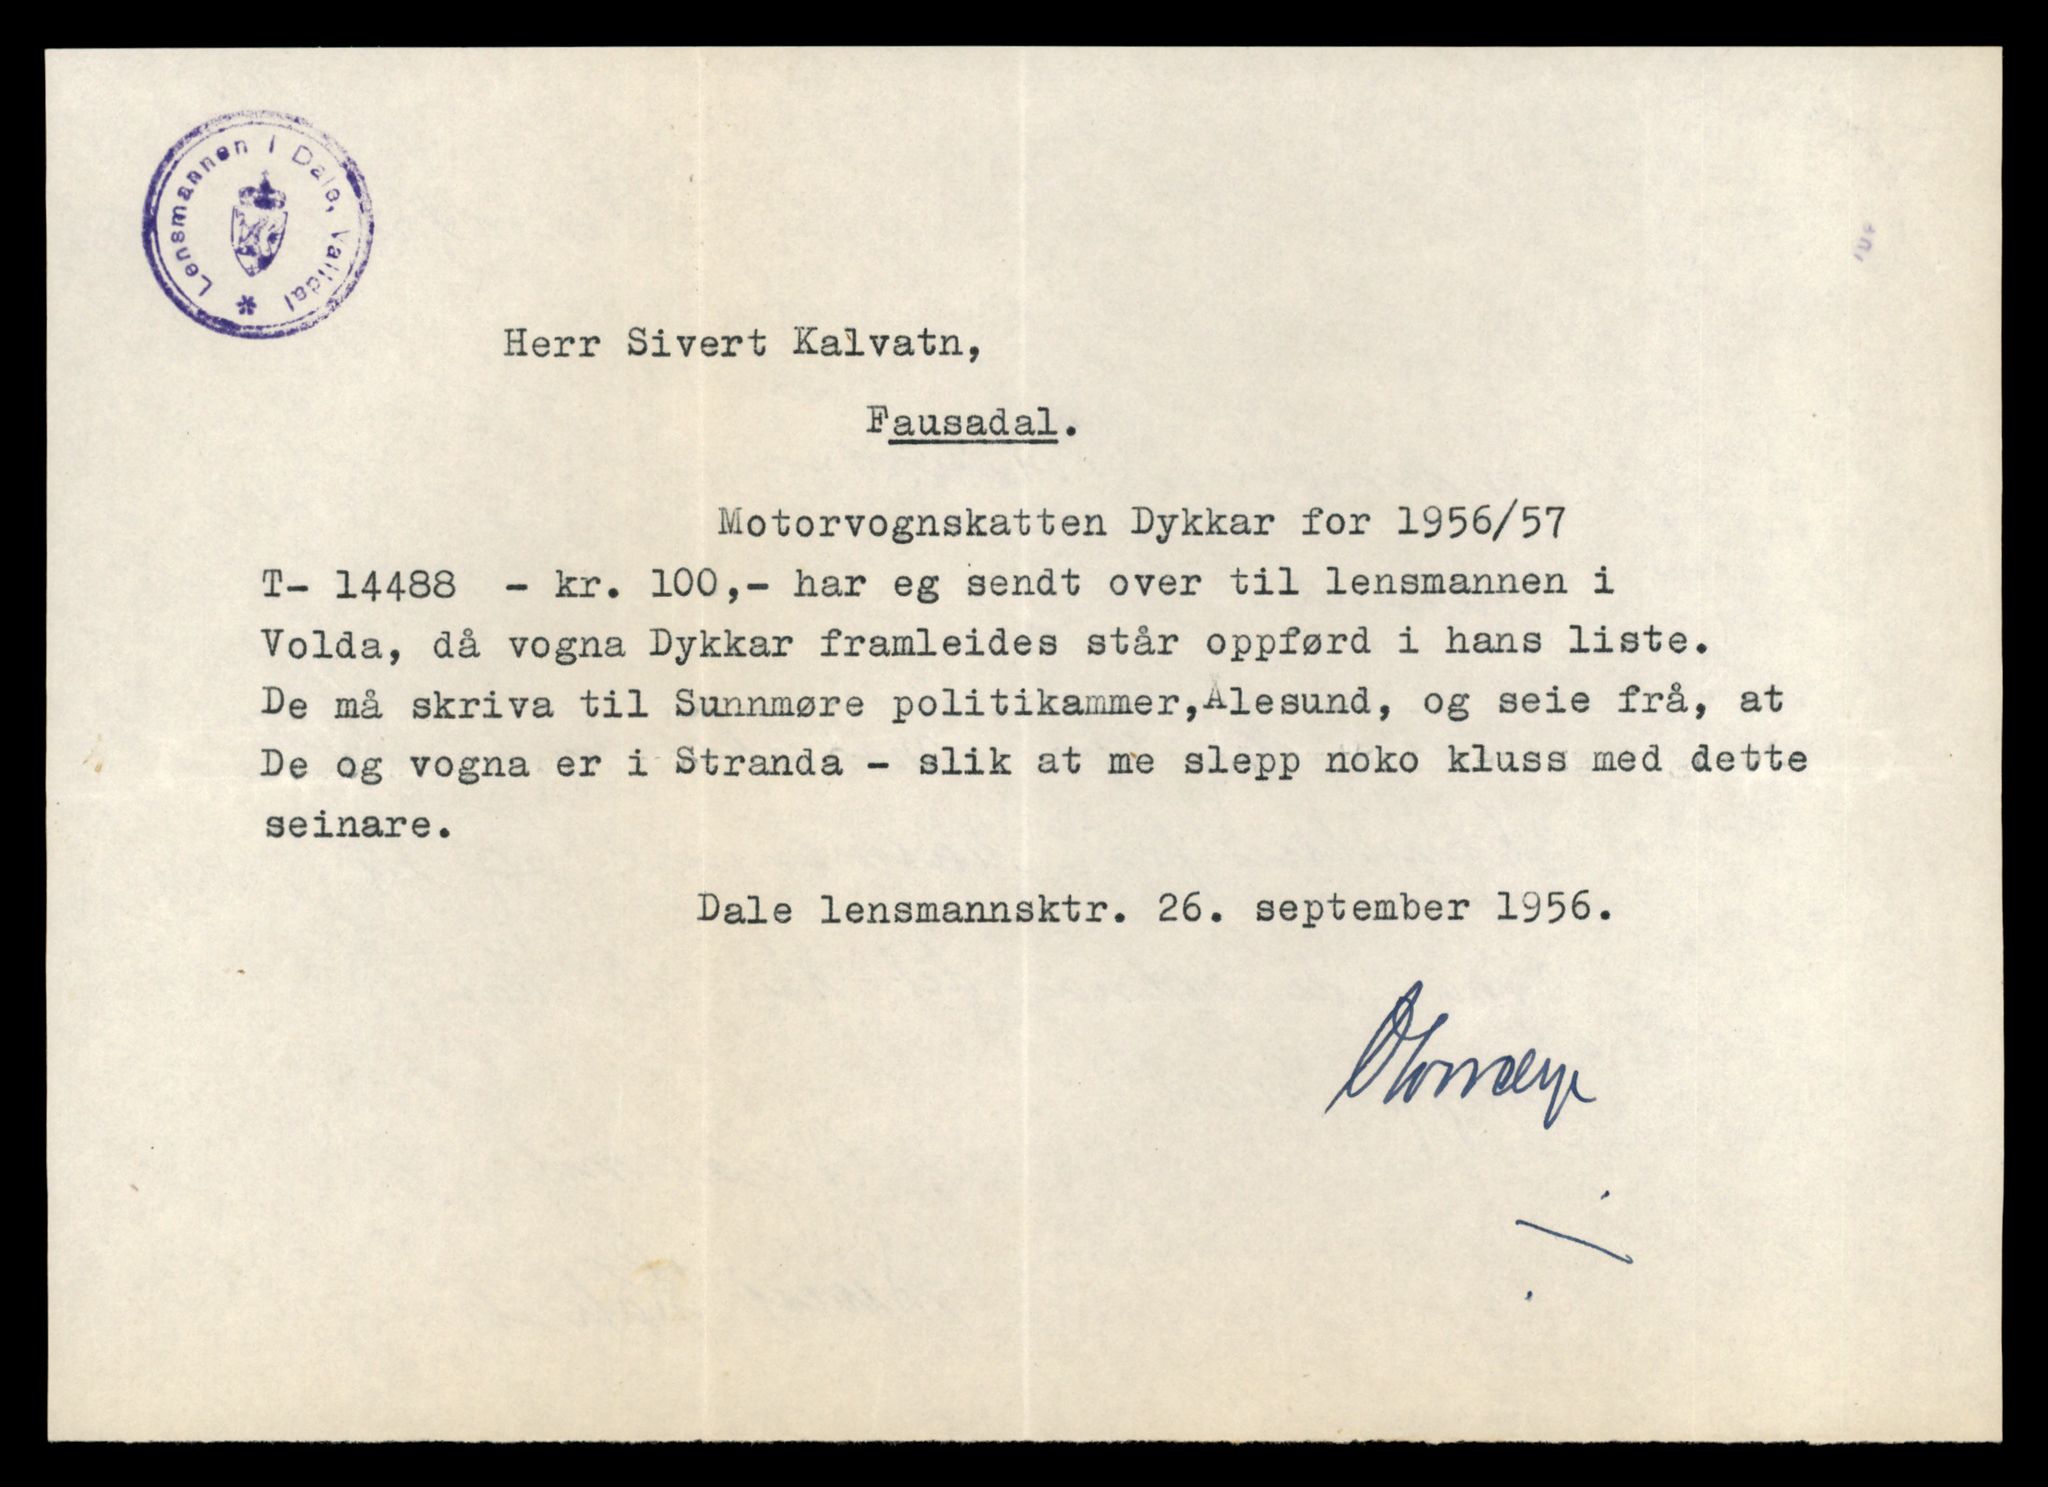 Lensmannen i Dale, Valldal *
Herr Sivert Kalvatn,
Fausadal.
Motorvognskatten Dykkar for 1956/57
T- 14488 - kr. 100,- har eg sendt over til lensmannen i
Volda, då vogna Dykkar framleides står oppførd i hans liste.
De må skriva til Sunnmøre politikammer,Alesund, og seie frå, at
De og vogna er i Stranda - slik at me slepp noko kluss med dette
seinare.
Dale lensmannsktr. 26. september 1956.